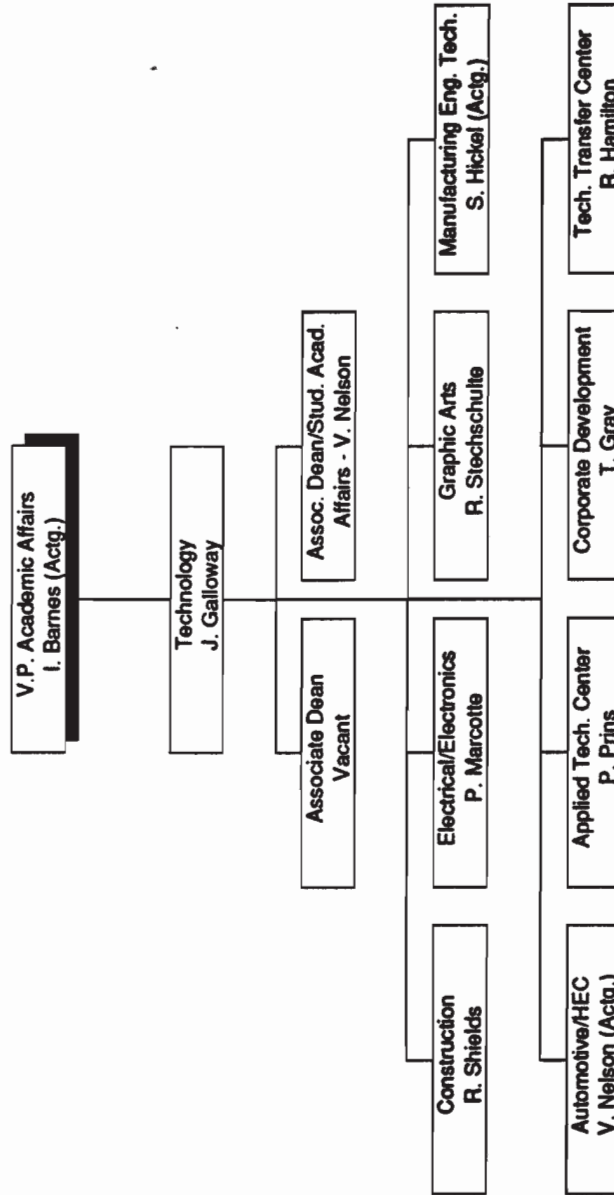 V.P. Academic Affairs
I. Barnes (Actg.)
Technology
J. Galloway
Associate Dean
Vacant
Assoc. Dean/Stud. Acad.
Affairs - V. Nelson
Construction
R. Shields
Electrical/Electronics
P. Marcotte
Graphic Arts
R. Stechschulte
Manufacturing Eng. Tech.
S. Hickel (Actg.)
Automotive/HEC
V. Nelson (Actg.)
Applied Tech. Center
P. Prins
Corporate Development
T. Gray
Tech. Transfer Center
R. Hamilton